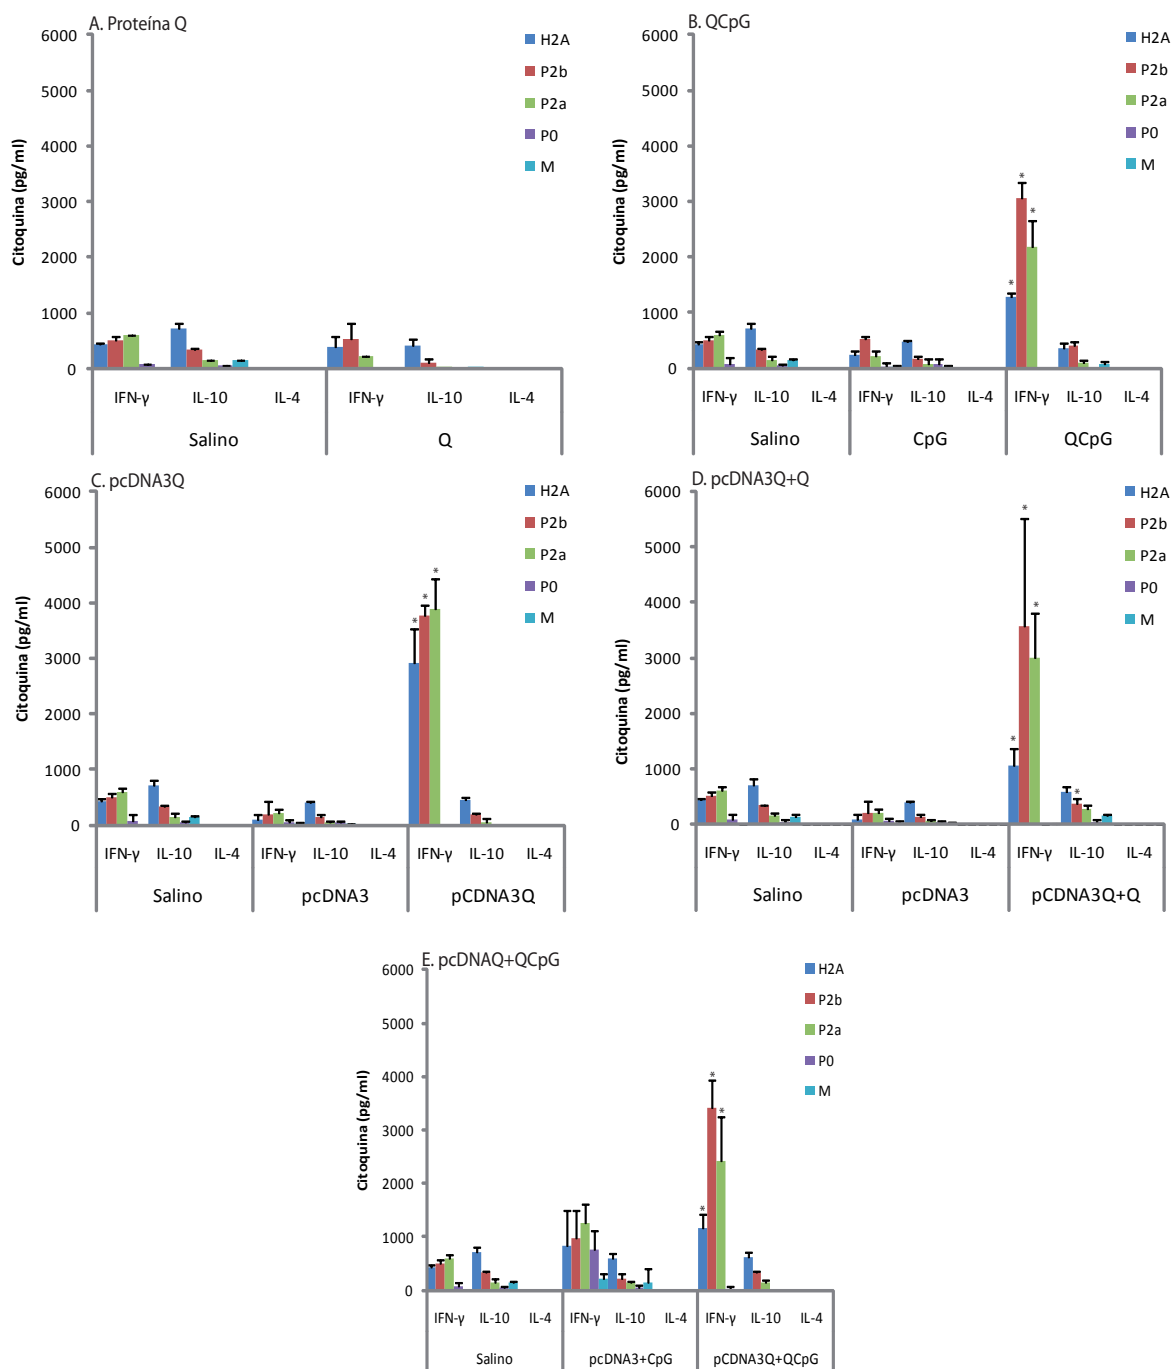 A. Proteína Q
6000
5000
4000
3000
2000
1000
0
Citoquina (pg/ml)
H2A
P2b
P2a
P0
M
IFN-γ IL-10 IL-4 IFN-γ IL-10 IL-4
Salino Q
B. QCpG
6000
5000
4000
3000
2000
1000
0
Citoquina (pg/ml)
H2A
P2b
P2a
P0
M
* * *
IFN-γ IL-10 IL-4 IFN-γ IL-10 IL-4 IFN-γ IL-10 IL-4
Salino CpG QCpG
C. pcDNA3Q
6000
5000
4000
3000
2000
1000
0
Citoquina (pg/ml)
H2A
P2b
P2a
P0
M
* * *
IFN-γ IL-10 IL-4 IFN-γ IL-10 IL-4 IFN-γ IL-10 IL-4
Salino pcDNA3 pCDNA3Q
D. pcDNA3Q+Q
6000
5000
4000
3000
2000
1000
0
Citoquina (pg/ml)
H2A
P2b
P2a
P0
M
* * * *
IFN-γ IL-10 IL-4 IFN-γ IL-10 IL-4 IFN-γ IL-10 IL-4
Salino pcDNA3 pCDNA3Q+Q
E. pcDNAQ+QCpG
6000
5000
4000
3000
2000
1000
0
Citoquina (pg/ml)
H2A
P2b
P2a
P0
M
* * *
IFN-γ IL-10 IL-4 IFN-γ IL-10 IL-4 IFN-γ IL-10 IL-4
Salino pcDNA3+CpG pCDNA3Q+QCpG